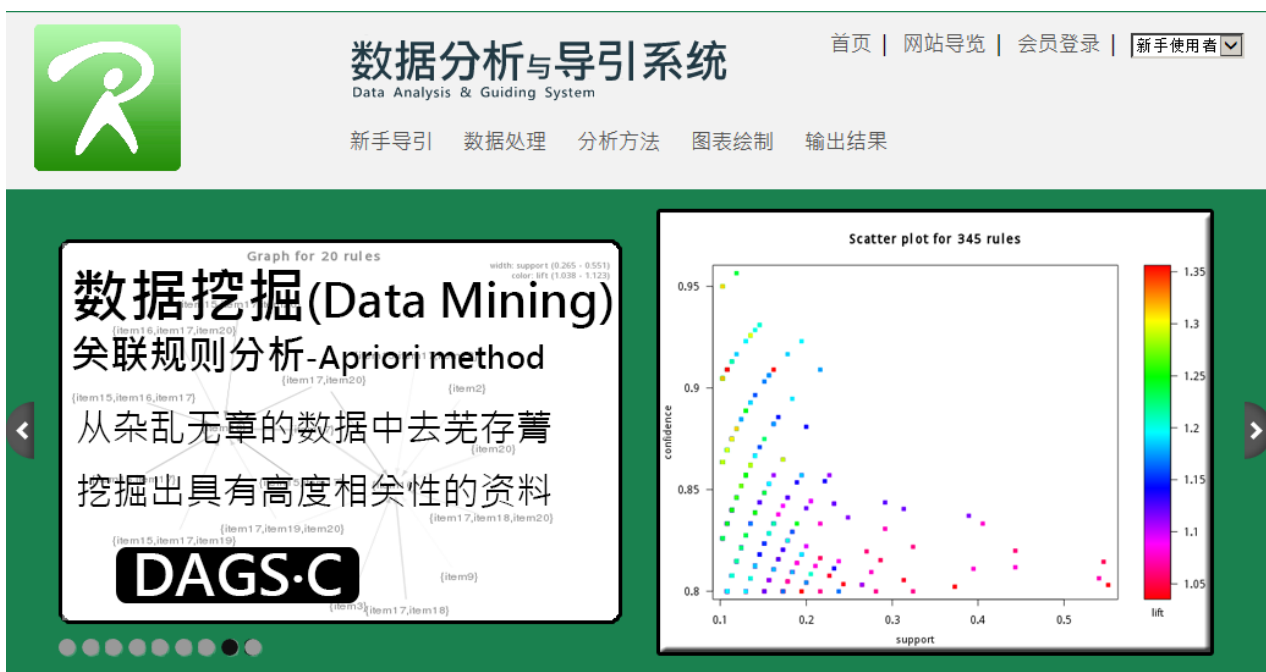 数据分析与导引系统
Data Analysis & Guiding System
首页 | 网站导览 | 会员登录 | 新手使用者
新手导引 数据处理 分析方法 图表绘制 输出结果
Graph for 20 rules
width: support (0.265 - 0.551)
color: lift (1.038 - 1.123)
数据挖掘(Data Mining)
{item16,item17,item20}
关联规则分析-Apriori method
{item17,item20}
{item2}
{item15,item16,item17}
从杂乱无章的数据中去芜存菁
{item20}
挖掘出具有高度相关性的资料
{item17,item18,item20}
{item17,item19,item20}
{item15,item17,item19}
DAGS·C
{item9}
{item3}
{item17,item18}
Scatter plot for 345 rules
0.95
0.9
0.85
0.8
confidence
0.1 0.2 0.3 0.4 0.5
support
1.35
1.3
1.25
1.2
1.15
1.1
1.05
lift